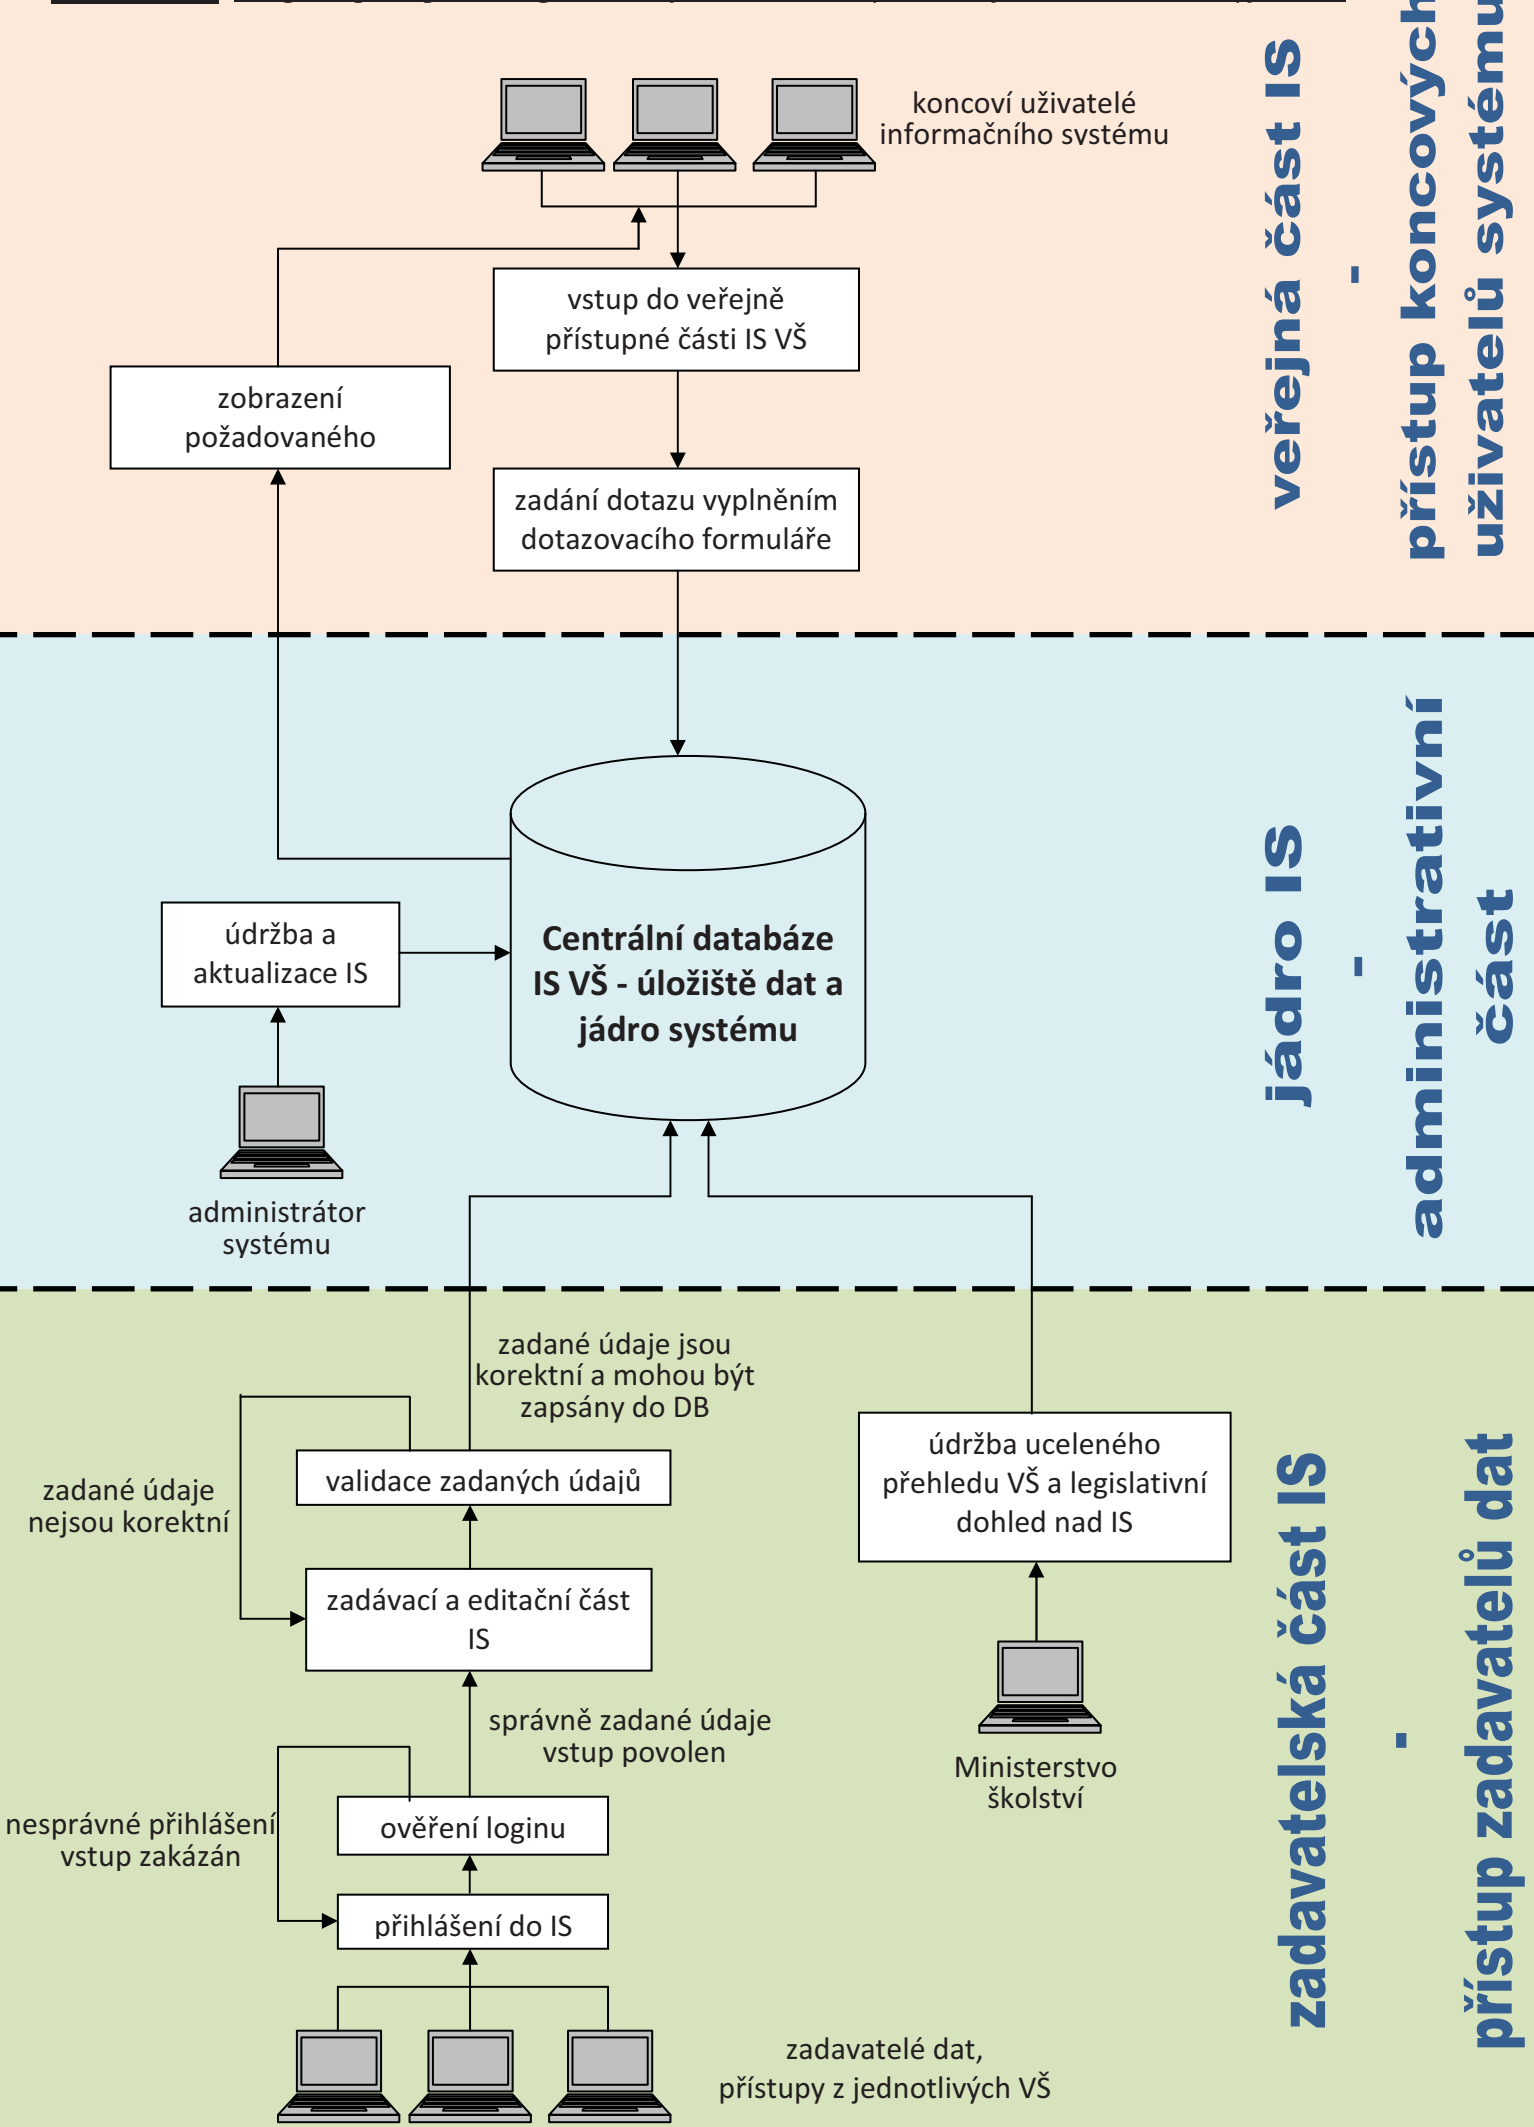 koncoví uživatelé
informačního systému
vstup do veřejně
přístupné části IS VŠ
zobrazení
požadovaného
zadání dotazu vyplněním
dotazovacího formuláře
veřejná část IS
-
přístup koncových
uživatelů systému
Centrální databáze
IS VŠ - úložiště dat a
jádro systému
údržba a
aktualizace IS
administrátor
systému
jádro IS
-
administrativní
část
zadané údaje jsou
korektní a mohou být
zapsány do DB
validace zadaných údajů
zadané údaje
nejsou korektní
zadávací a editační část
IS
údržba uceleného
přehledu VŠ a legislativní
dohled nad IS
správně zadané údaje
vstup povolen
Ministerstvo
školství
nesprávné přihlášení
vstup zakázán
ověření loginu
přihlášení do IS
zadavatelé dat,
přístupy z jednotlivých VŠ
zadavatelská část IS
-
přístup zadavatelů dat